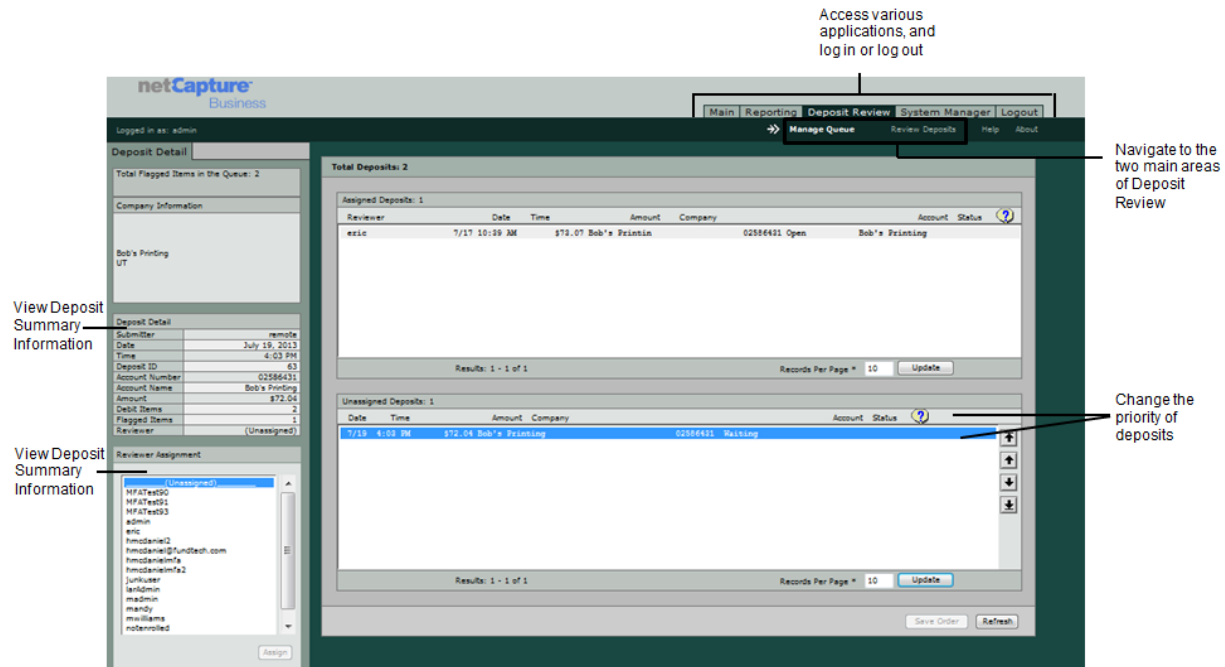 Access various
applications, and
log in or log out
netCapture
Business
Main Reporting Deposit Review System Manager Logout
Logged in as: admin
Manage Queue Review Deposits Help About
Navigate to the
two main areas
of Deposit
Review
Deposit Detail
Total Flagged Items in the Queue: 2
Company Information
Bob's Printing
UT
View Deposit
Summary
Information
Deposit Detail
Submitter remote
Date July 19, 2013
Time 4:03 PM
Deposit ID 63
Account Number 02586431
Account Name Bob's Printing
Amount $72.04
Debit Items 2
Flagged Items 1
Reviewer (Unassigned)
View Deposit
Summary
Information
Reviewer Assignment
(Unassigned)
MFATest90
MFATest91
MFATest93
admin
eric
hmcdaniel2
hmcdaniel@fundtech.com
hmcdanielmfa
hmcdanielmfa2
junkuser
lankdmin
madmin
mandy
mwilliams
notenrolled
Assign
Total Deposits: 2
Assigned Deposits: 1
Reviewer Date Time Amount Company Account Status ?
eric 7/17 10:39 AM $73.07 Bob's Printin 02586431 Open Bob's Printing
Results: 1 - 1 of 1 Records Per Page * 10 Update
Unassigned Deposits: 1
Date Time Amount Company Account Status ?
7/19 4:03 PM $72.04 Bob's Printing 02586431 Waiting
Change the
priority of
deposits
Results: 1 - 1 of 1 Records Per Page * 10 Update
Save Order Refresh